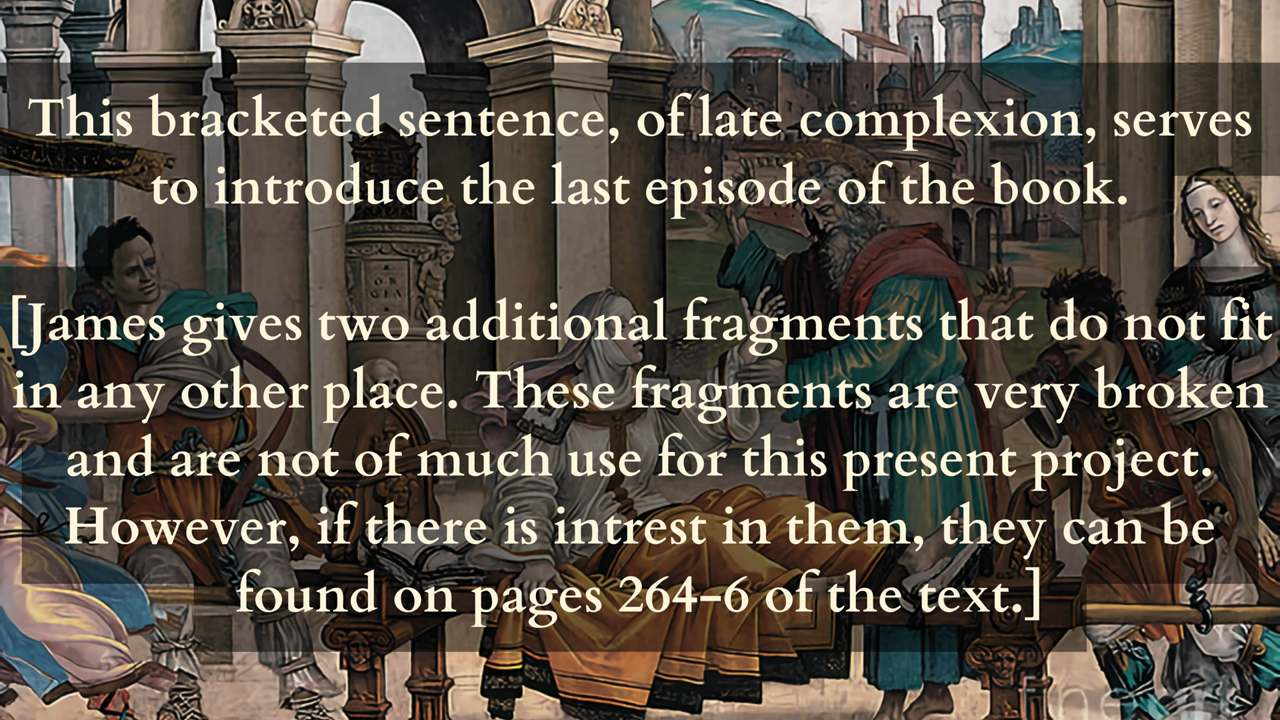 This bracketed sentence, of late complexion, serves
to introduce the last episode of the book.
[James gives two additional fragments that do not fit
in any other place. These fragments are very broken
and are not of much use for this present project.
However, if there is intrest in them, they can be
found on pages 264-6 of the text.]